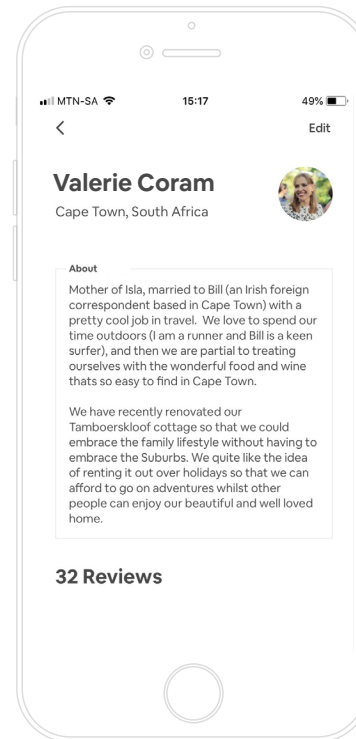 MTN-SA 15:17 49%
Edit
Valerie Coram
Cape Town, South Africa
About
Mother of Isla, married to Bill (an Irish foreign
correspondent based in Cape Town) with a
pretty cool job in travel.  We love to spend our
time outdoors (I am a runner and Bill is a keen
surfer), and then we are partial to treating
ourselves with the wonderful food and wine
thats so easy to find in Cape Town.
We have recently renovated our
Tamboerskloof cottage so that we could
embrace the family lifestyle without having to
embrace the Suburbs. We quite like the idea
of renting it out over holidays so that we can
afford to go on adventures whilst other
people can enjoy our beautiful and well loved
home.
32 Reviews